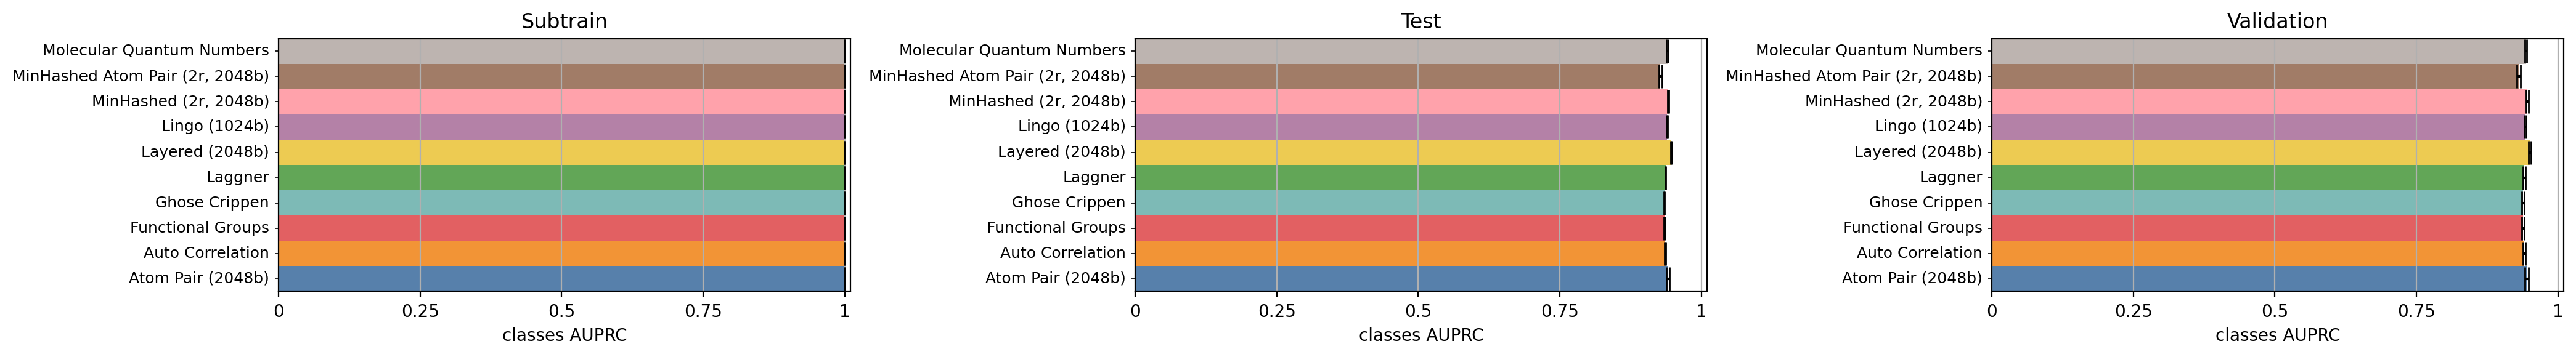 Subtrain
Molecular Quantum Numbers
MinHashed Atom Pair (2r, 2048b)
MinHashed (2r, 2048b)
Lingo (1024b)
Layered (2048b)
Laggner
Ghose Crippen
Functional Groups
Auto Correlation
Atom Pair (2048b)
0 0.25 0.5 0.75 1
classes AUPRC
Test
Molecular Quantum Numbers
MinHashed Atom Pair (2r, 2048b)
MinHashed (2r, 2048b)
Lingo (1024b)
Layered (2048b)
Laggner
Ghose Crippen
Functional Groups
Auto Correlation
Atom Pair (2048b)
0 0.25 0.5 0.75 1
classes AUPRC
Validation
Molecular Quantum Numbers
MinHashed Atom Pair (2r, 2048b)
MinHashed (2r, 2048b)
Lingo (1024b)
Layered (2048b)
Laggner
Ghose Crippen
Functional Groups
Auto Correlation
Atom Pair (2048b)
0 0.25 0.5 0.75 1
classes AUPRC